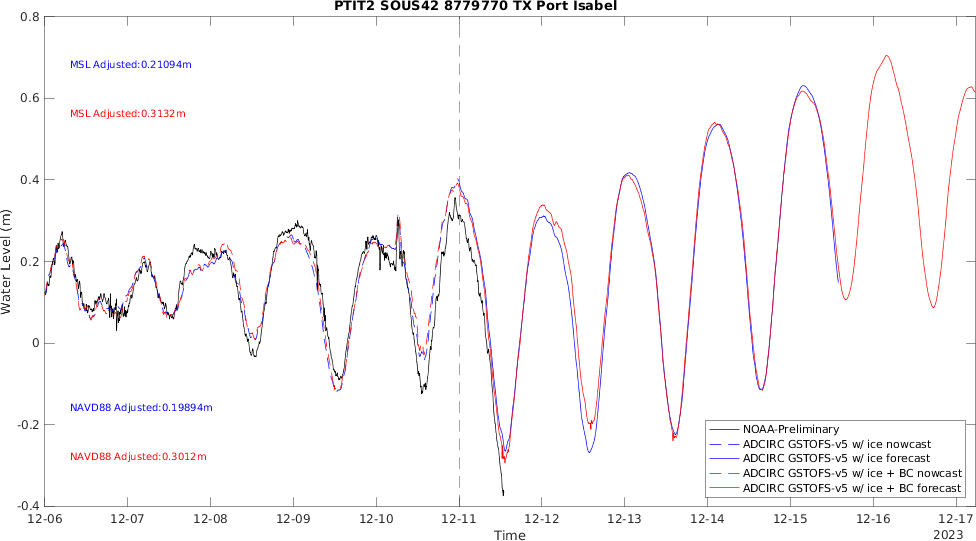 PTIT2 SOUS42 8779770 TX Port Isabel
0.8
MSL Adjusted:0.21094m
0.6
MSL Adjusted:0.3132m
0.4
0.2
Water Level (m)
0
NAVD88 Adjusted:0.19894m
-0.2
NOAA-Preliminary
ADCIRC GSTOFS-v5 w/ ice nowcast
NAVD88 Adjusted:0.3012m
ADCIRC GSTOFS-v5 w/ ice forecast
ADCIRC GSTOFS-v5 w/ ice + BC nowcast
ADCIRC GSTOFS-v5 w/ ice + BC forecast
-0.4
12-06 12-07 12-08 12-09 12-10 12-11 12-12 12-13 12-14 12-15 12-16 12-17
Time
2023